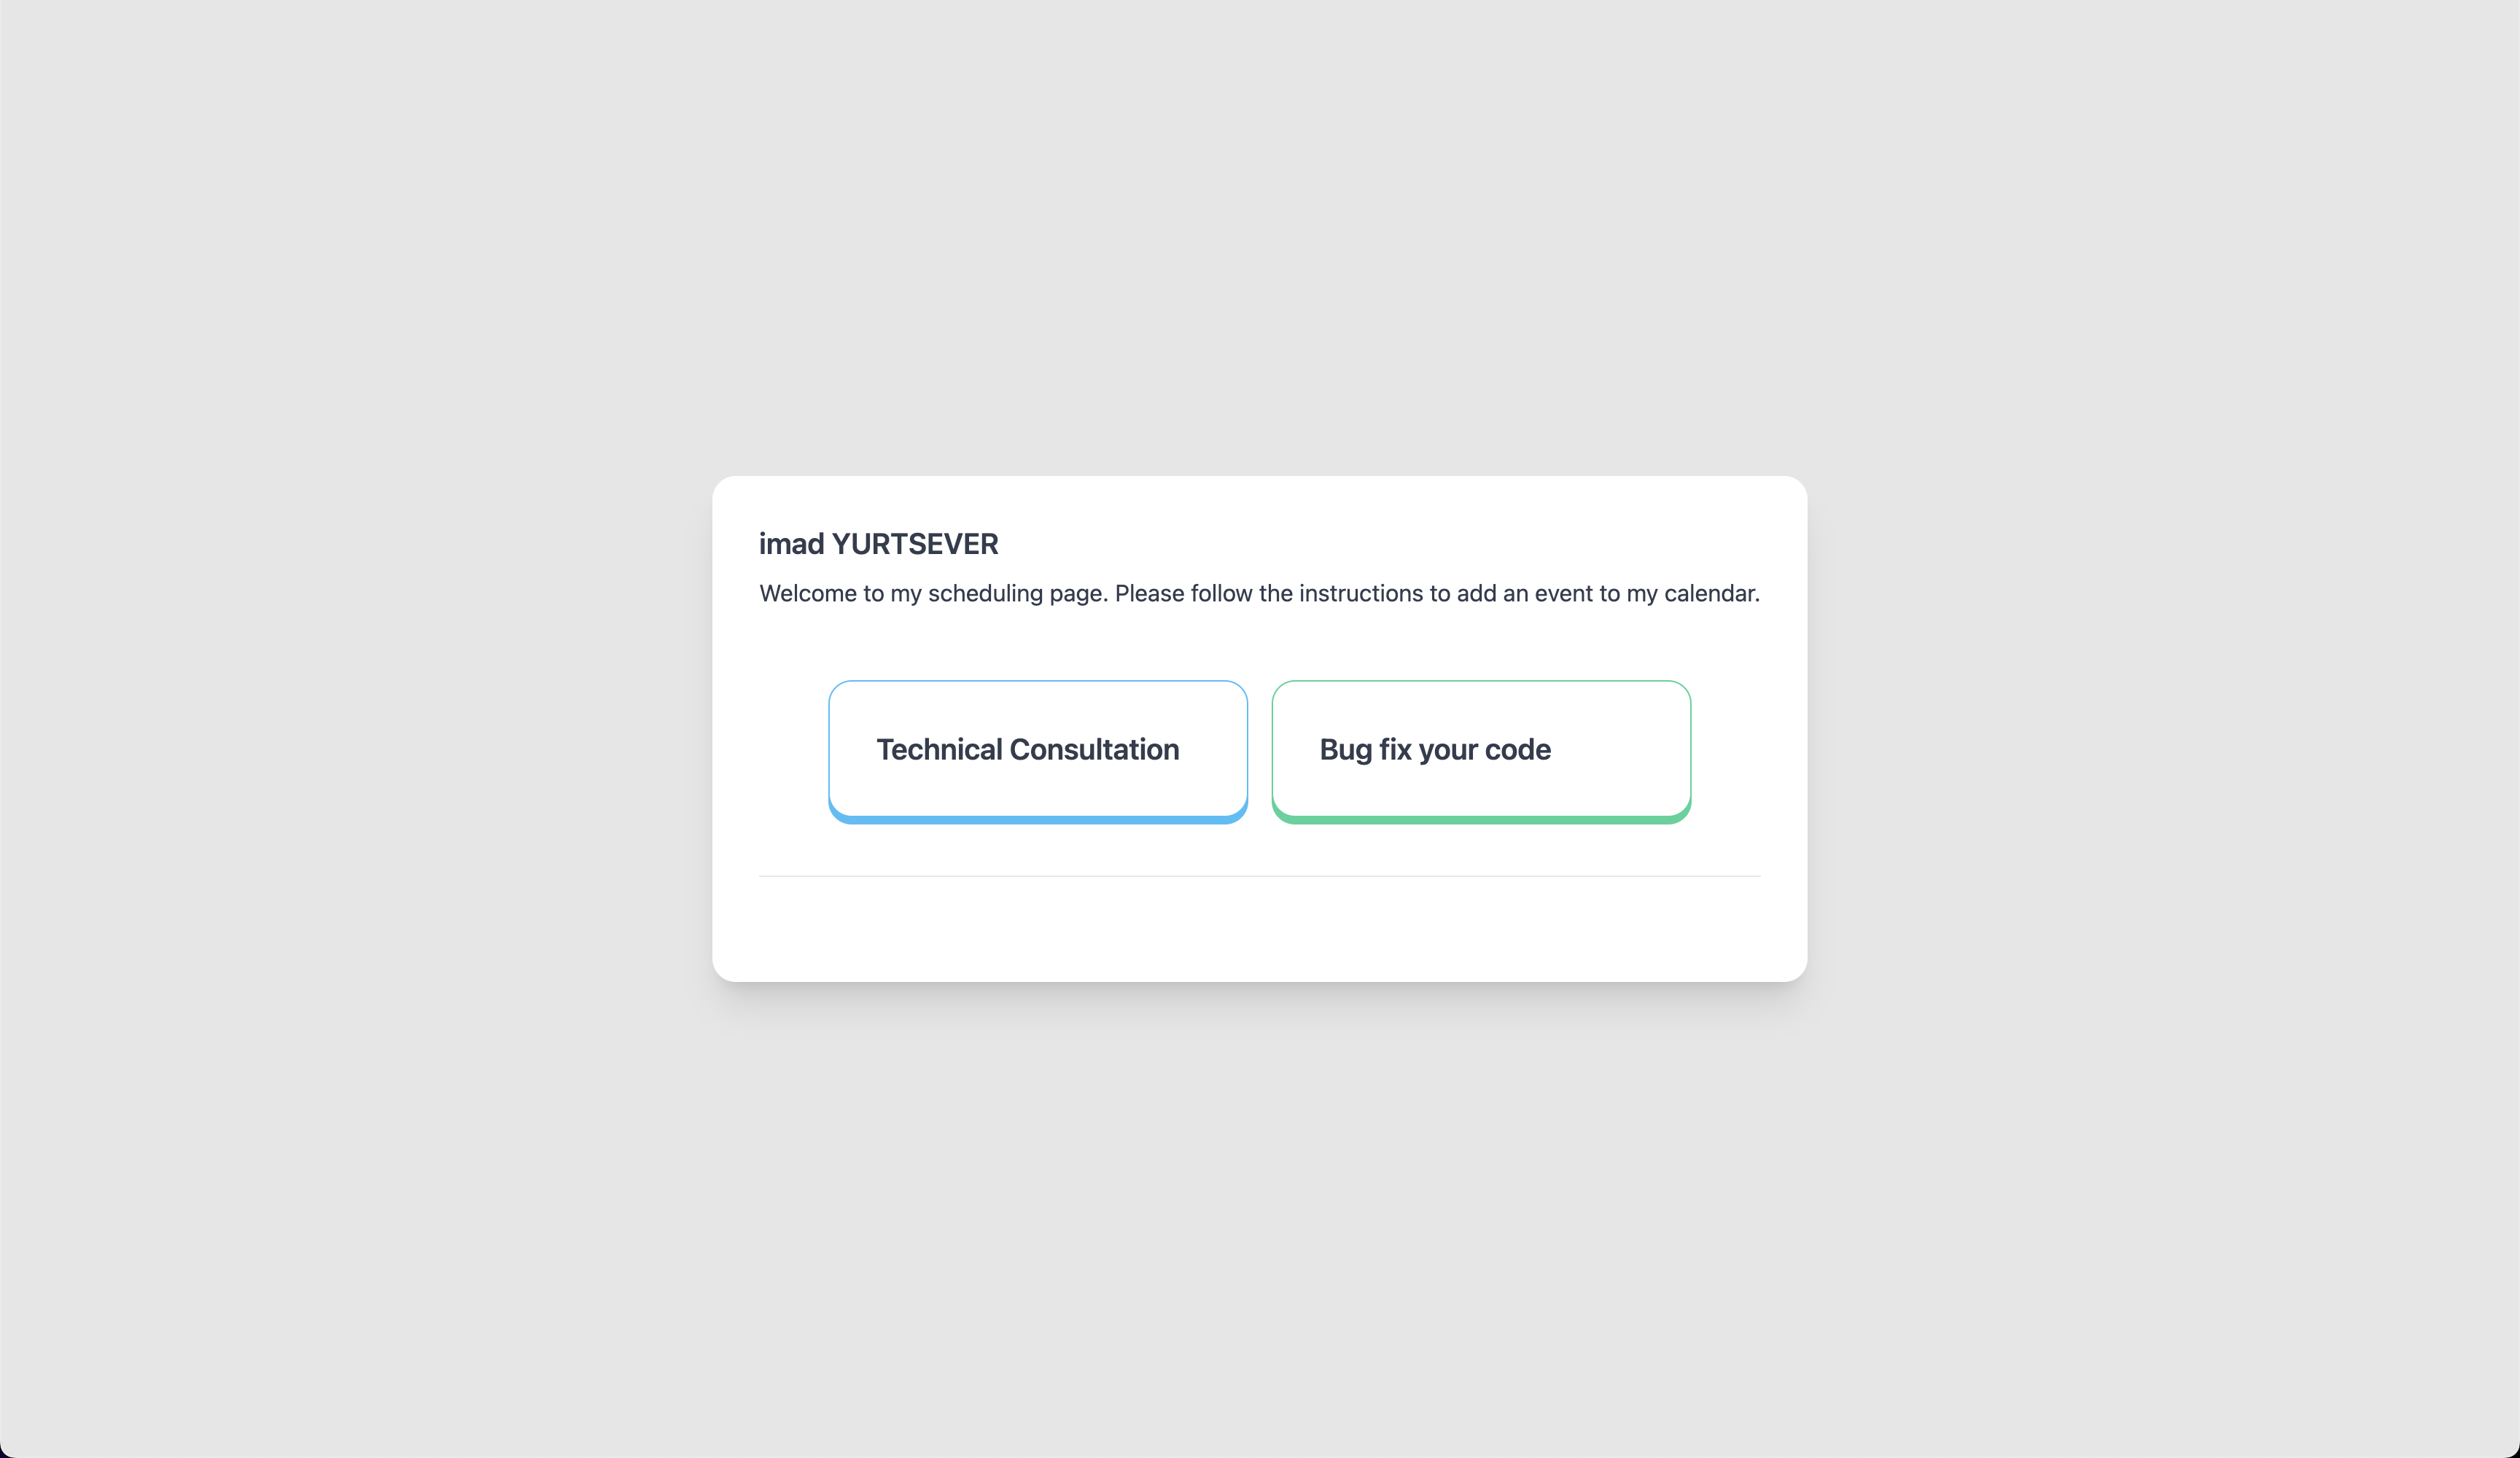 imad YURTSEVER
Welcome to my scheduling page. Please follow the instructions to add an event to my calendar.
Technical Consultation
Bug fix your code